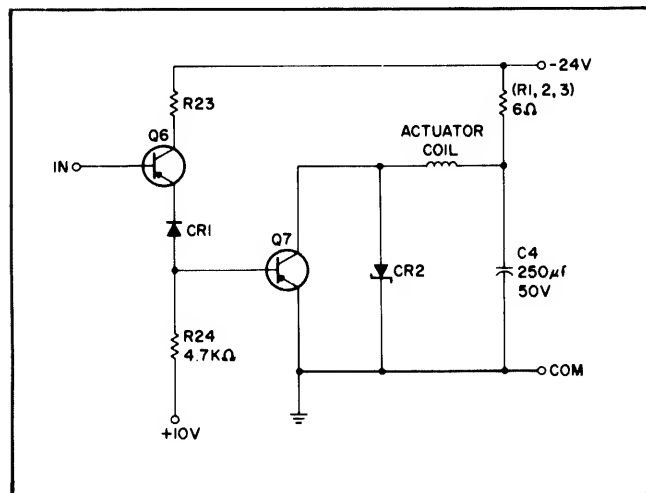 -24V
R23
(R1, 2, 3)
6Ω
Q6
ACTUATOR
COIL
IN
CR1
Q7
C4
250μf
50V
CR2
R24
4.7KΩ
COM
+10V